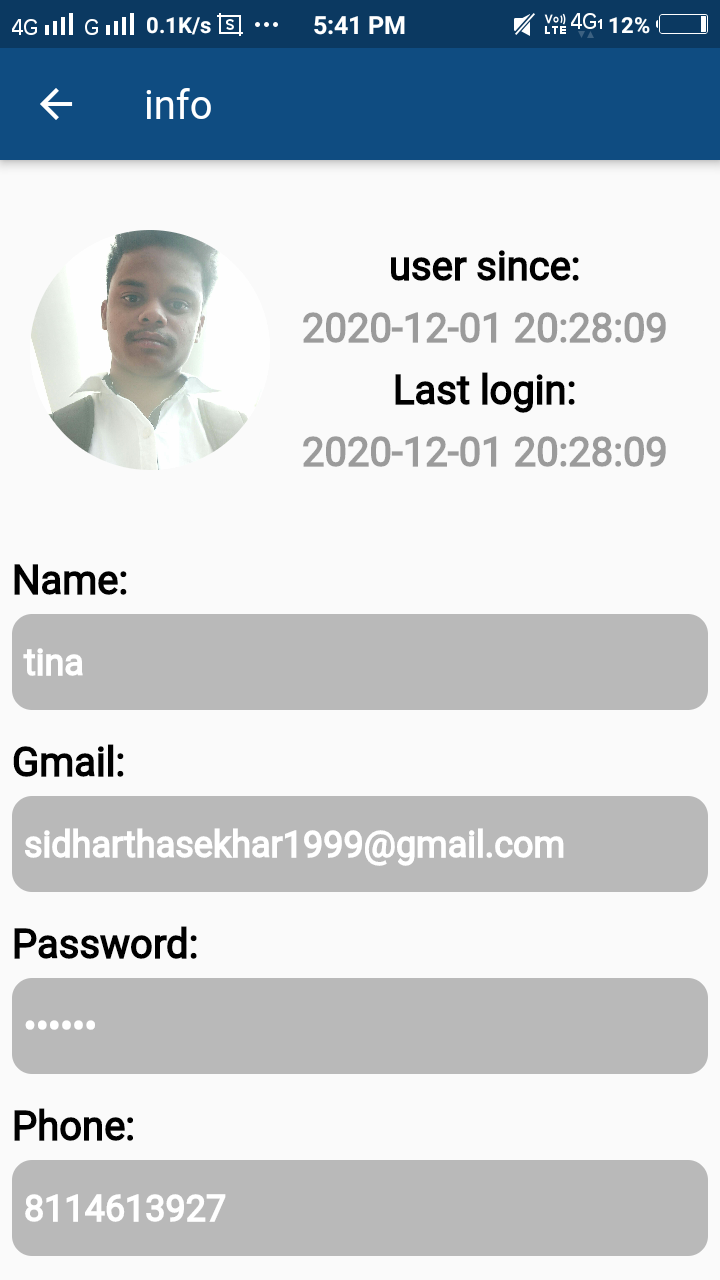 4G G 0.1K/s S ... 5:41 PM Vo)) LTE 4G1 12%
info
user since:
2020-12-01 20:28:09
Last login:
2020-12-01 20:28:09
Name:
tina
Gmail:
sidharthasekhar1999@gmail.com
Password:
••••••
Phone:
8114613927